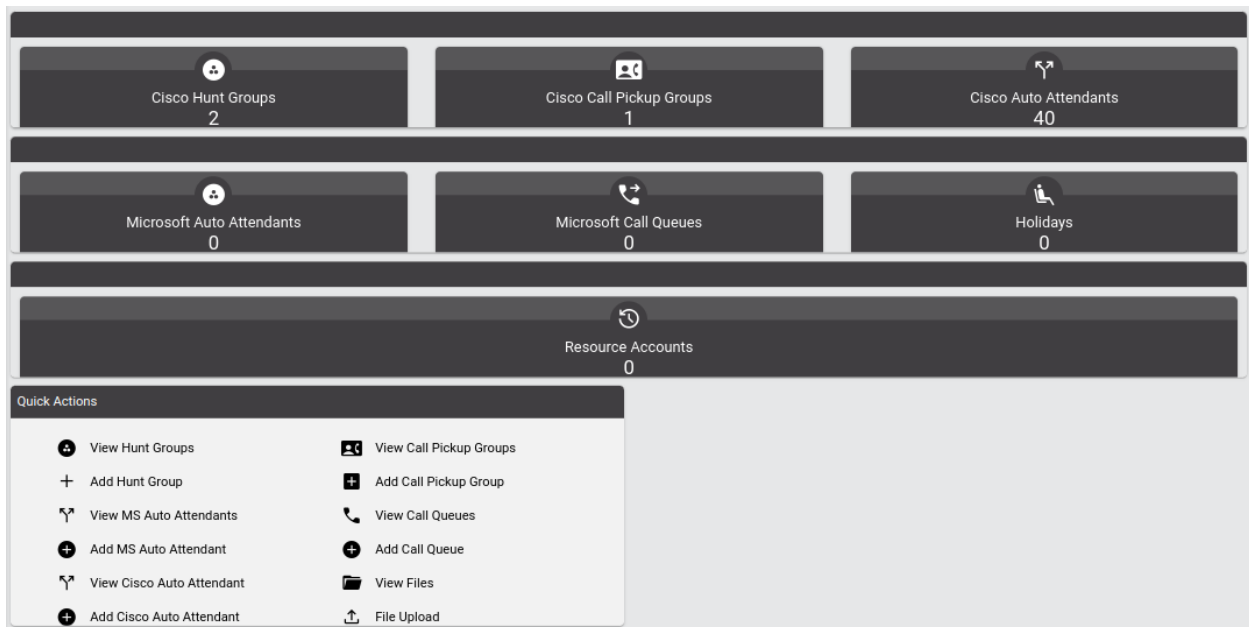 Cisco Hunt Groups
2
Cisco Call Pickup Groups
1
Cisco Auto Attendants
40
Microsoft Auto Attendants
0
Microsoft Call Queues
0
Holidays
0
Resource Accounts
0
Quick Actions
View Hunt Groups
View Call Pickup Groups
Add Hunt Group
Add Call Pickup Group
View MS Auto Attendants
View Call Queues
Add MS Auto Attendant
Add Call Queue
View Cisco Auto Attendant
View Files
Add Cisco Auto Attendant
File Upload